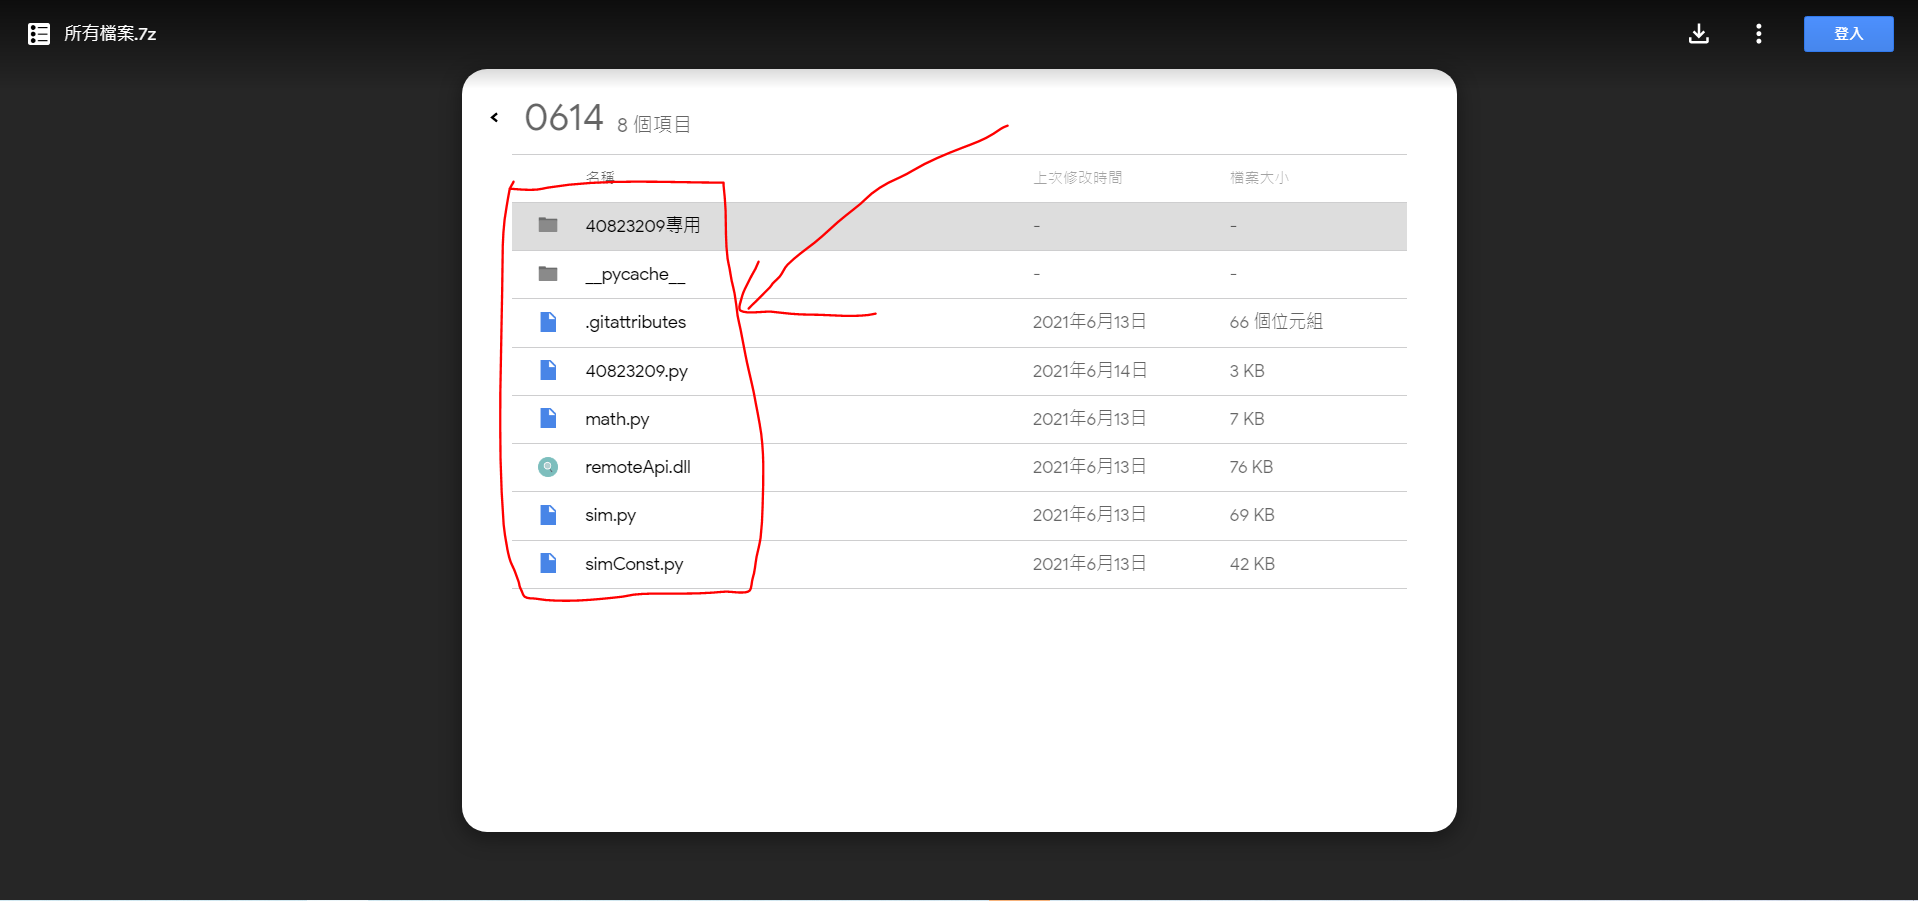 所有檔案.7z
登入
0614 8 個項目
名稱 上次修改時間 檔案大小
40823209專用 - -
__pycache__ - -
.gitattributes 2021年6月13日 66 個位元組
40823209.py 2021年6月14日 3 KB
math.py 2021年6月13日 7 KB
remoteApi.dll 2021年6月13日 76 KB
sim.py 2021年6月13日 69 KB
simConst.py 2021年6月13日 42 KB